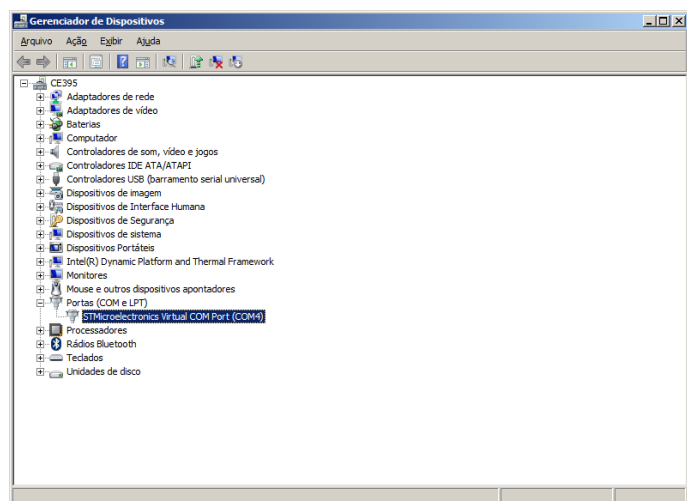 Gerenciador de Dispositivos
Arquivo Ação Exibir Ajuda
CE395
Adaptadores de rede
Adaptadores de vídeo
Baterias
Computador
Controladores de som, vídeo e jogos
Controladores IDE ATA/ATAPI
Controladores USB (barramento serial universal)
Dispositivos de imagem
Dispositivos de Interface Humana
Dispositivos de Segurança
Dispositivos de sistema
Dispositivos Portáteis
Intel(R) Dynamic Platform and Thermal Framework
Monitores
Mouse e outros dispositivos apontadores
Portas (COM e LPT)
STMicroelectronics Virtual COM Port (COM4)
Processadores
Rádios Bluetooth
Teclados
Unidades de disco